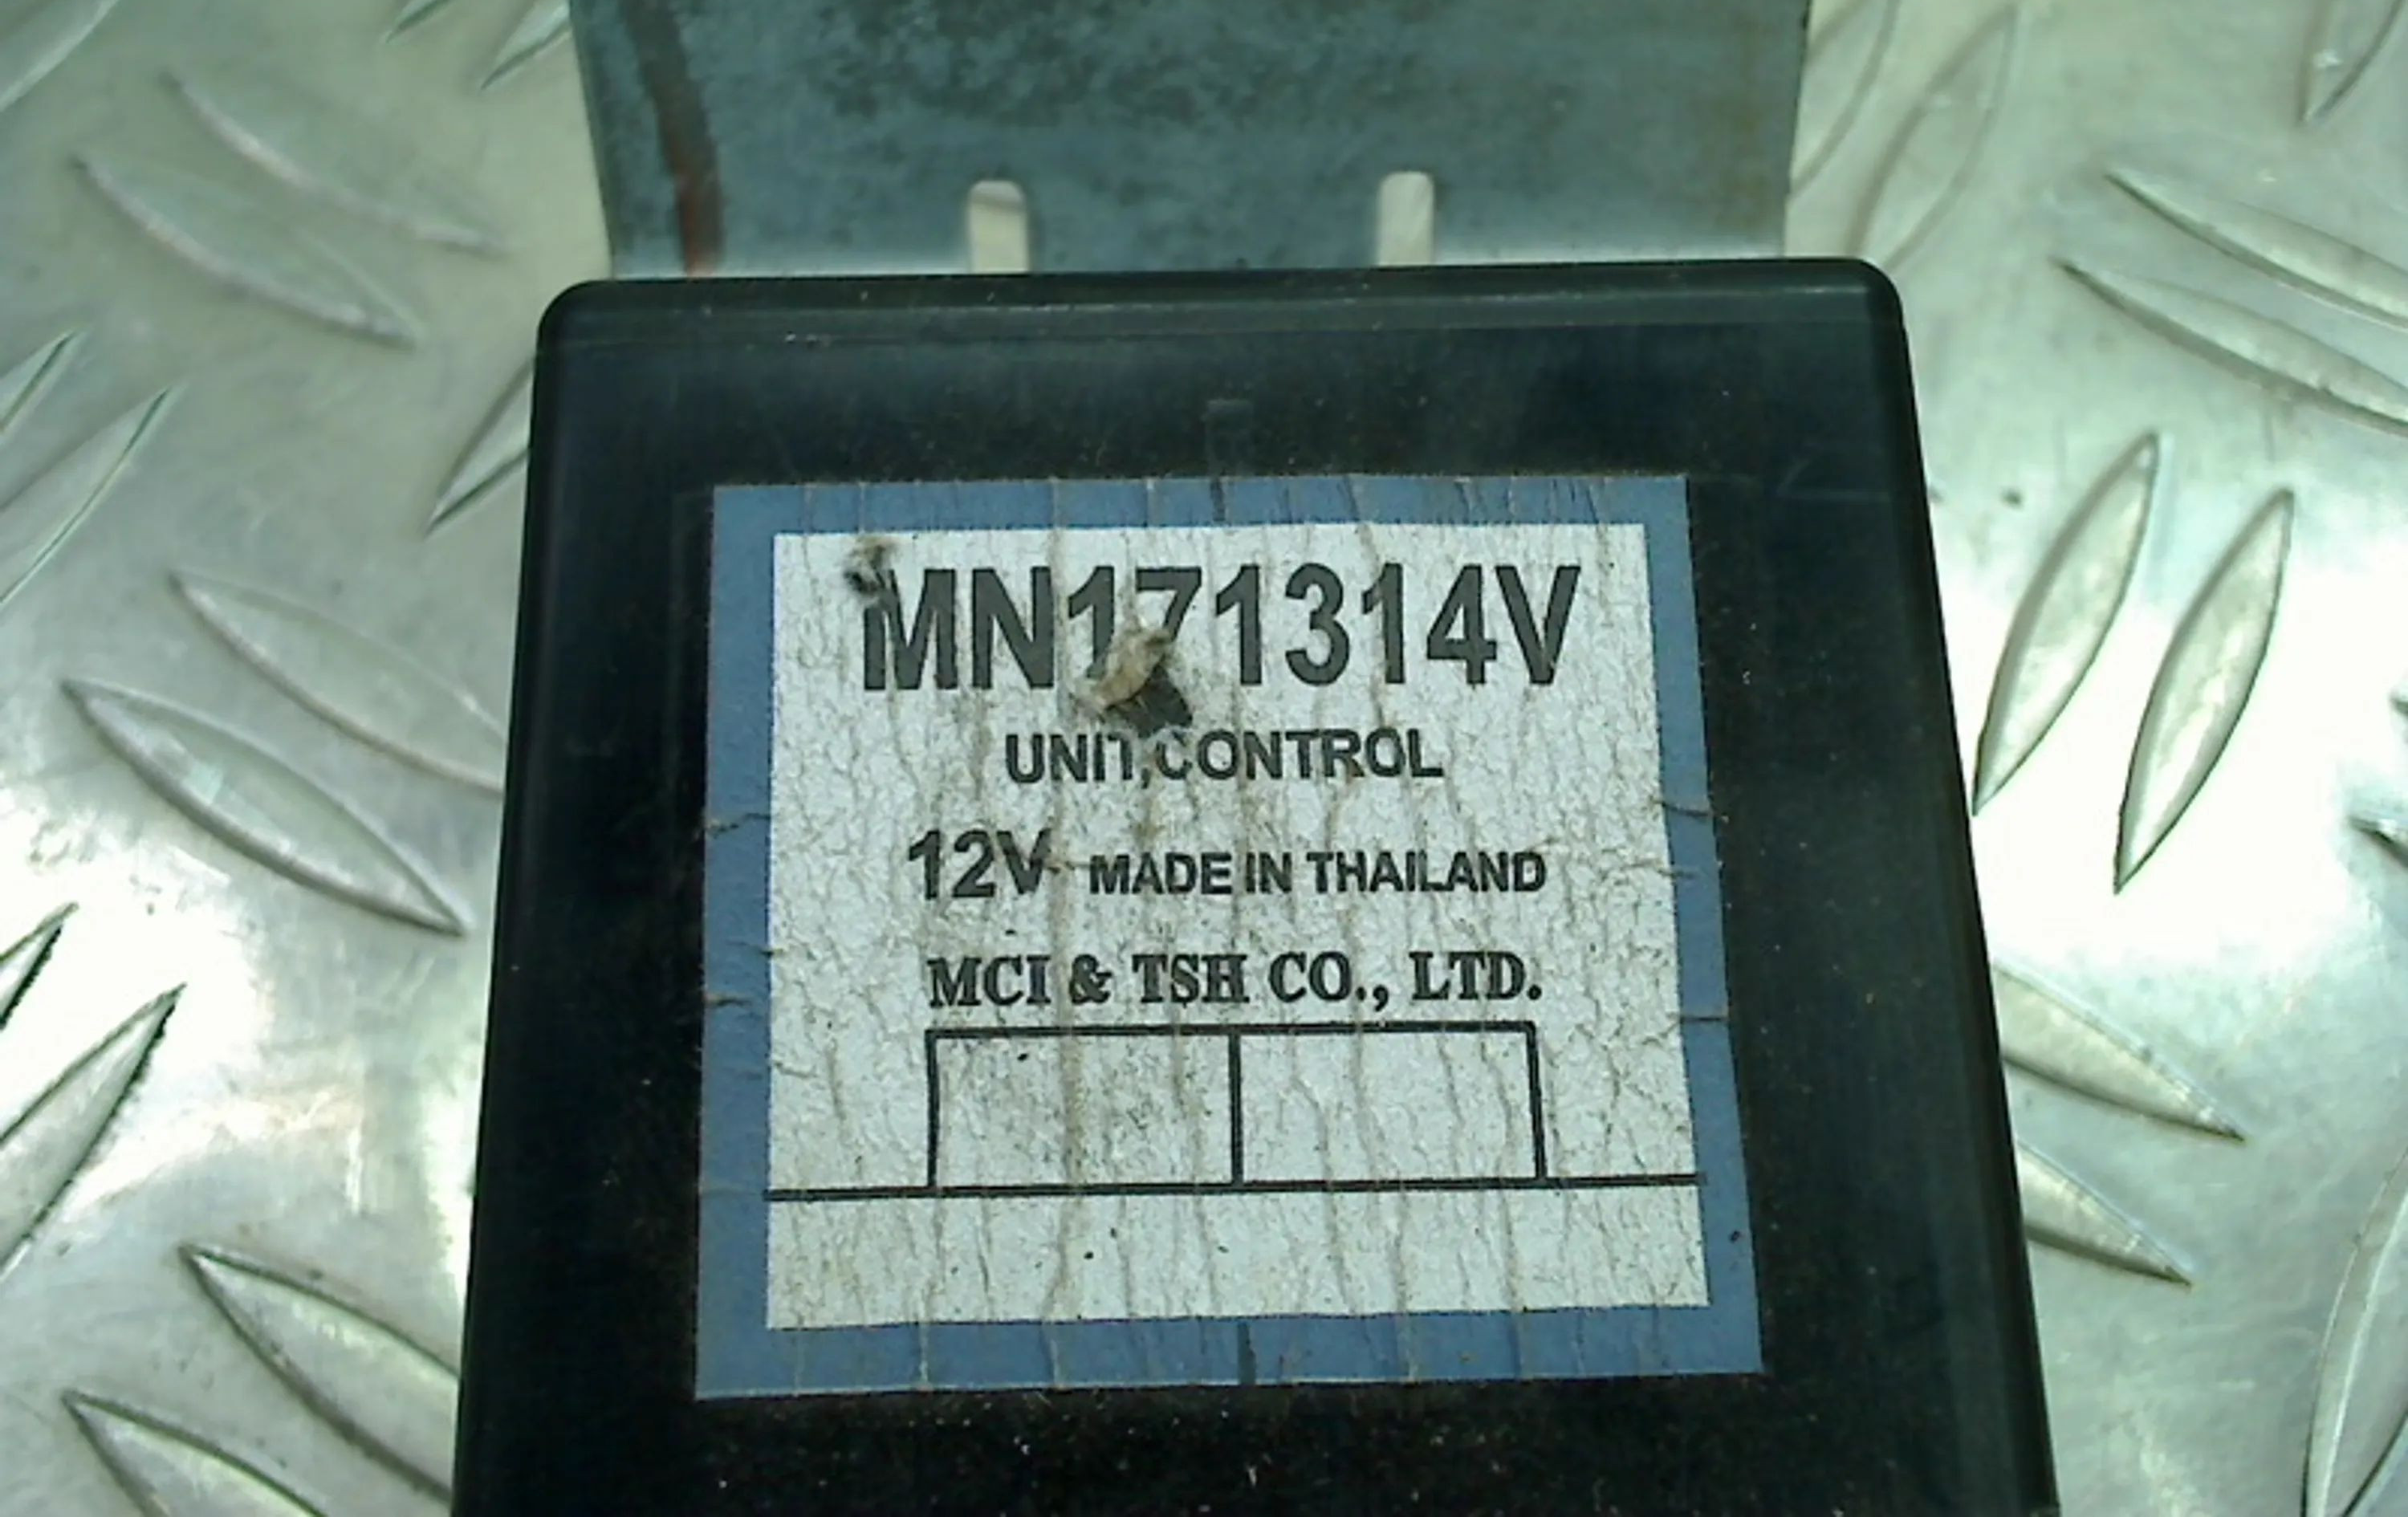 MN171314V
UNIT,CONTROL
12V MADE IN THAILAND
MCI & TSH CO., LTD.